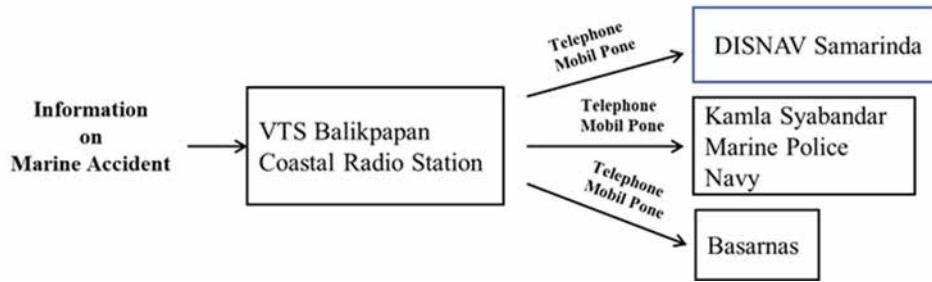 Information
on
Marine Accident
VTS Balikpapan
Coastal Radio Station
Telephone
Mobil Pone
DISNAV Samarinda
Telephone
Mobil Pone
Kamla Syabandar
Marine Police
Navy
Telephone
Mobil Pone
Basarnas